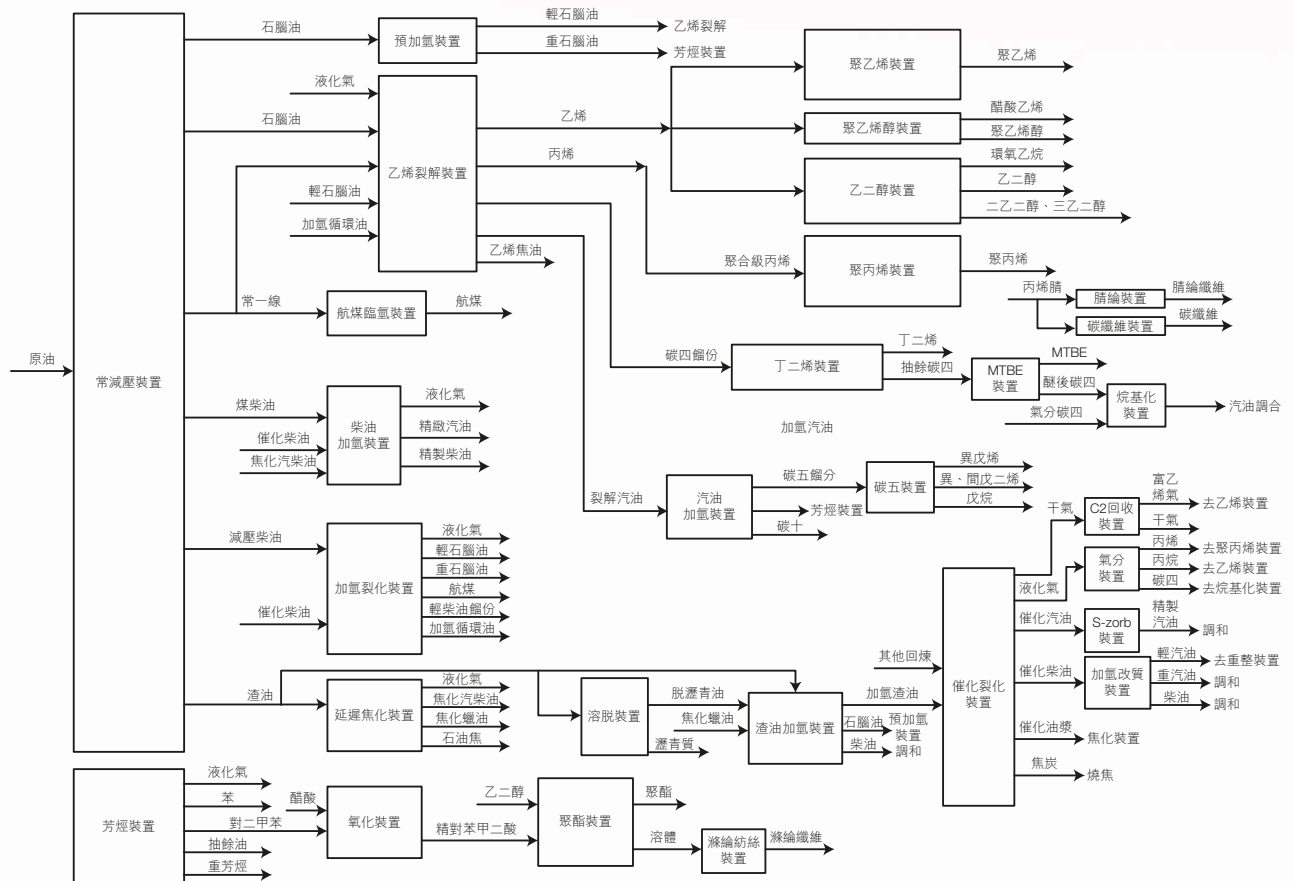 原油
常減壓裝置
石腦油
預加氫裝置
輕石腦油
乙烯裂解
重石腦油
芳烴裝置
液化氣
石腦油
輕石腦油
加氫循環油
乙烯裂解裝置
乙烯
丙烯
乙烯焦油
聚乙烯裝置
聚乙烯
聚乙烯醇裝置
醋酸乙烯
聚乙烯醇
乙二醇裝置
環氧乙烷
乙二醇
二乙二醇、三乙二醇
聚合級丙烯
聚丙烯裝置
聚丙烯
丙烯腈
腈綸裝置
腈綸纖維
碳纖維裝置
碳纖維
常一線
航煤臨氫裝置
航煤
碳四餾份
丁二烯裝置
丁二烯
抽餘碳四
MTBE
裝置
MTBE
醚後碳四
氣分碳四
烷基化
裝置
汽油調合
煤柴油
催化柴油
焦化汽柴油
柴油
加氫裝置
液化氣
精緻汽油
精製柴油
加氫汽油
裂解汽油
汽油
加氫裝置
碳五餾分
芳烴裝置
碳十
碳五裝置
異戊烯
異、間戊二烯
戊烷
減壓柴油
催化柴油
加氫裂化裝置
液化氣
輕石腦油
重石腦油
航煤
輕柴油餾份
加氫循環油
渣油
延遲焦化裝置
液化氣
焦化汽柴油
焦化蠟油
石油焦
溶脱裝置
脱瀝青油
焦化蠟油
瀝青質
渣油加氫裝置
加氫渣油
石腦油
預加氫
裝置
柴油
調和
其他回煉
催化裂化
裝置
干氣
C2回收
裝置
富乙
烯氣
去乙烯裝置
干氣
液化氣
氣分
裝置
丙烯
去聚丙烯裝置
丙烷
去乙烯裝置
碳四
去烷基化裝置
催化汽油
S-zorb
裝置
精製
汽油
調和
催化柴油
加氫改質
裝置
輕汽油
去重整裝置
重汽油
調和
柴油
調和
催化油漿
焦化裝置
焦炭
燒焦
芳烴裝置
液化氣
苯
對二甲苯
抽餘油
重芳烴
醋酸
氧化裝置
精對苯甲二酸
乙二醇
聚酯裝置
聚酯
溶體
滌綸紡絲
裝置
滌綸纖維